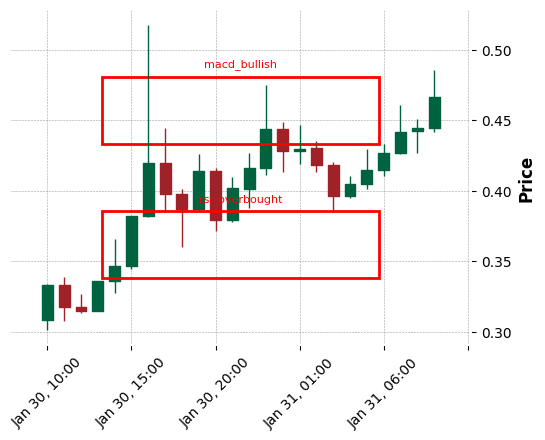 macd_bullish
rsi_overbought
0.50
0.45
0.40
0.35
0.30
Price
Jan 30, 10:00
Jan 30, 15:00
Jan 30, 20:00
Jan 31, 01:00
Jan 31, 06:00